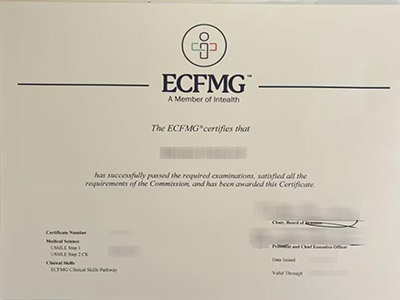 ECFMG™
A Member of Intealth
The ECFMG® certifies that
has successfully passed the required examinations, satisfied all the
requirements of the Commission, and has been awarded this Certificate.
Chair, Board of Trustees
Certificate Number
Medical Science
USMLE Step 1
USMLE Step 2 CK
Clinical Skills
ECFMG Clinical Skills Pathway
President and Chief Executive Officer
Date Issued
Valid Through